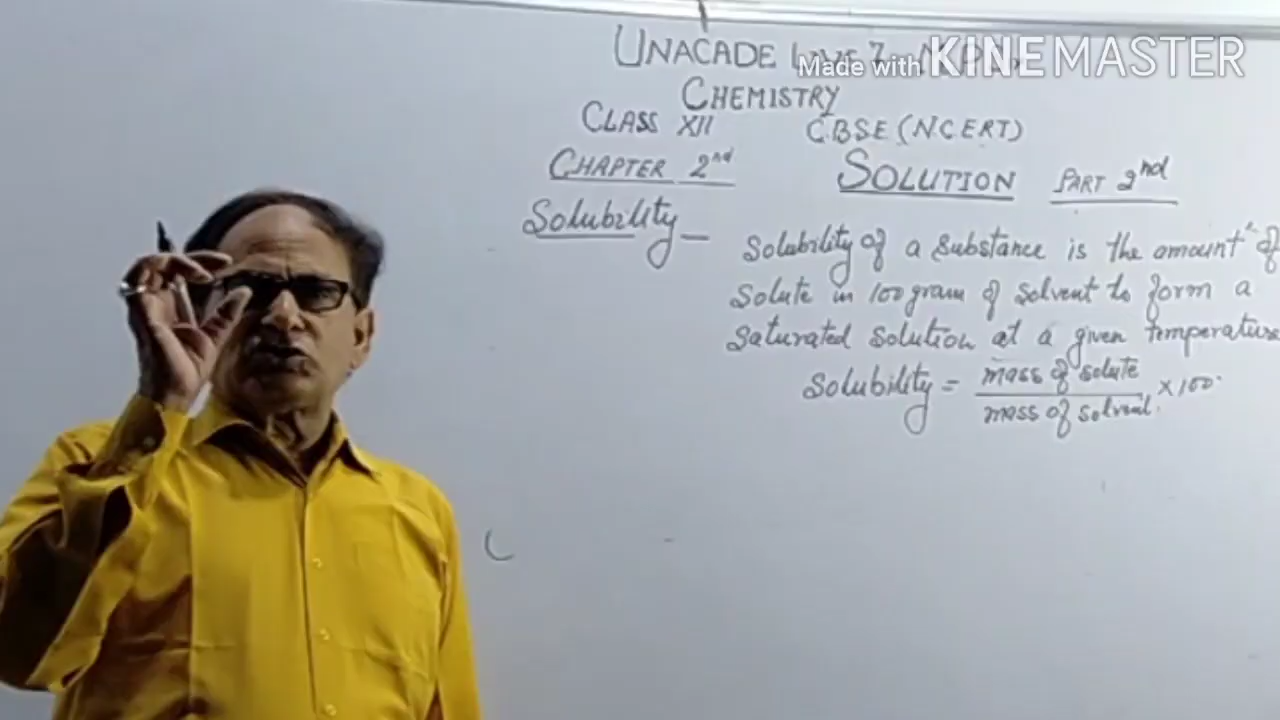 UNACADE
Made with KINEMASTER
CHEMISTRY
CLASS XII CBSE (NCERT)
CHAPTER 2nd SOLUTION PART 2nd
Solubility — Solubility of a substance is the amount of
solute in 100 gram of solvent to form a
saturated solution at a given temperature
Solubility = mass of solute / mass of solvent × 100